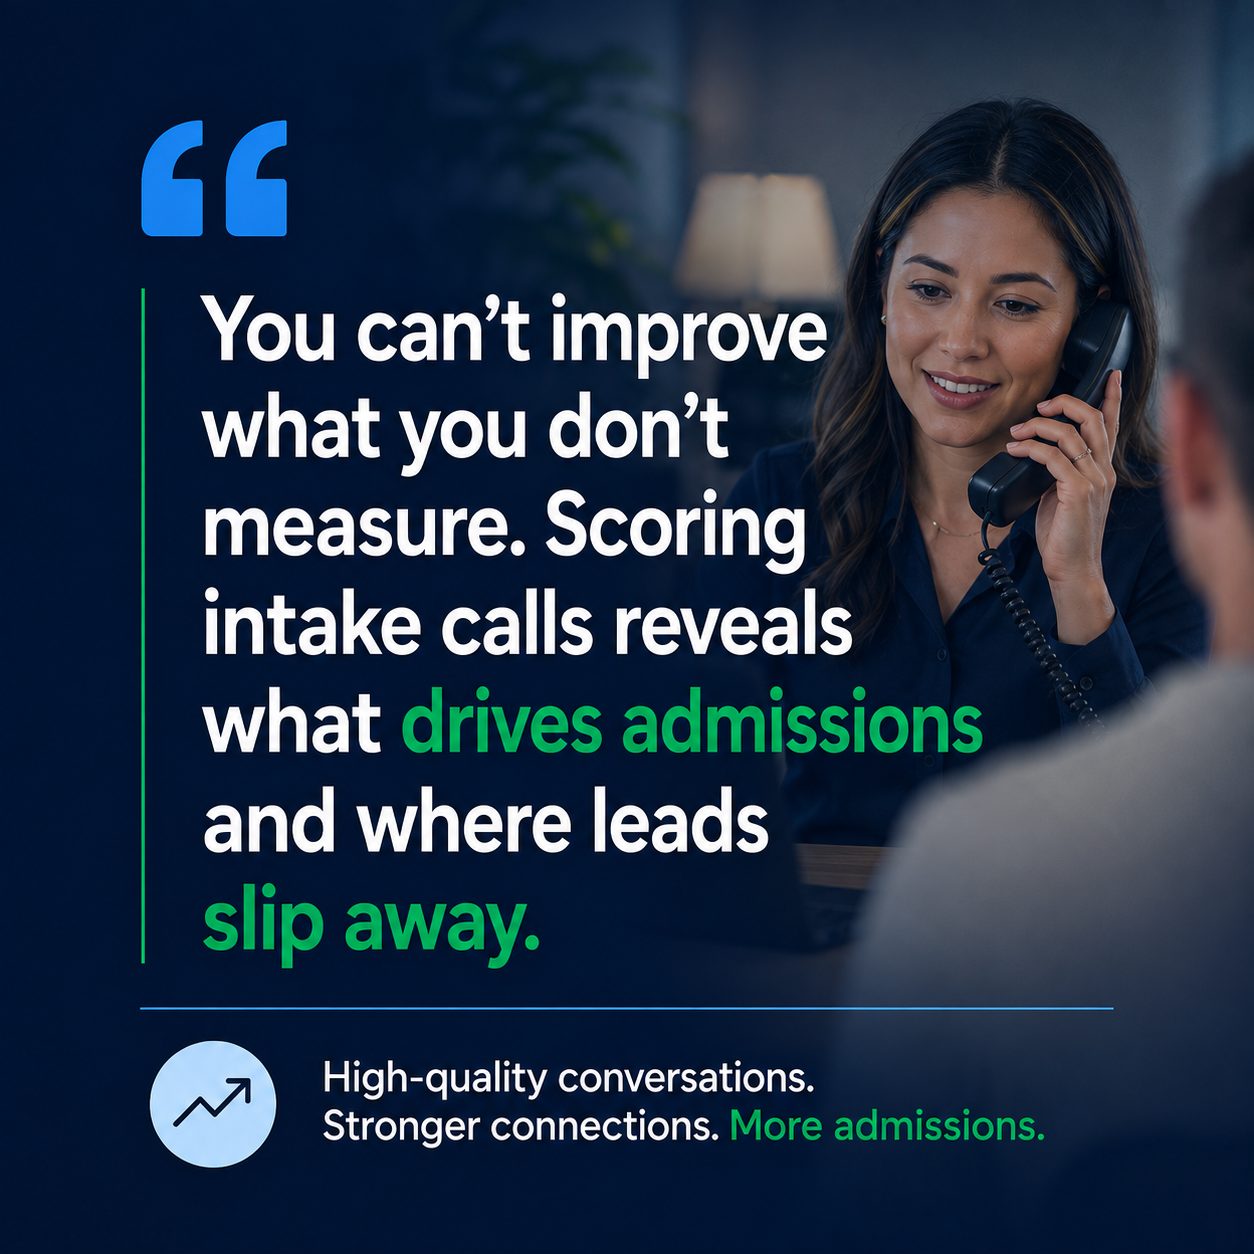 You can’t improve
what you don’t
measure. Scoring
intake calls reveals
what drives admissions
and where leads
slip away.
High-quality conversations.
Stronger connections. More admissions.